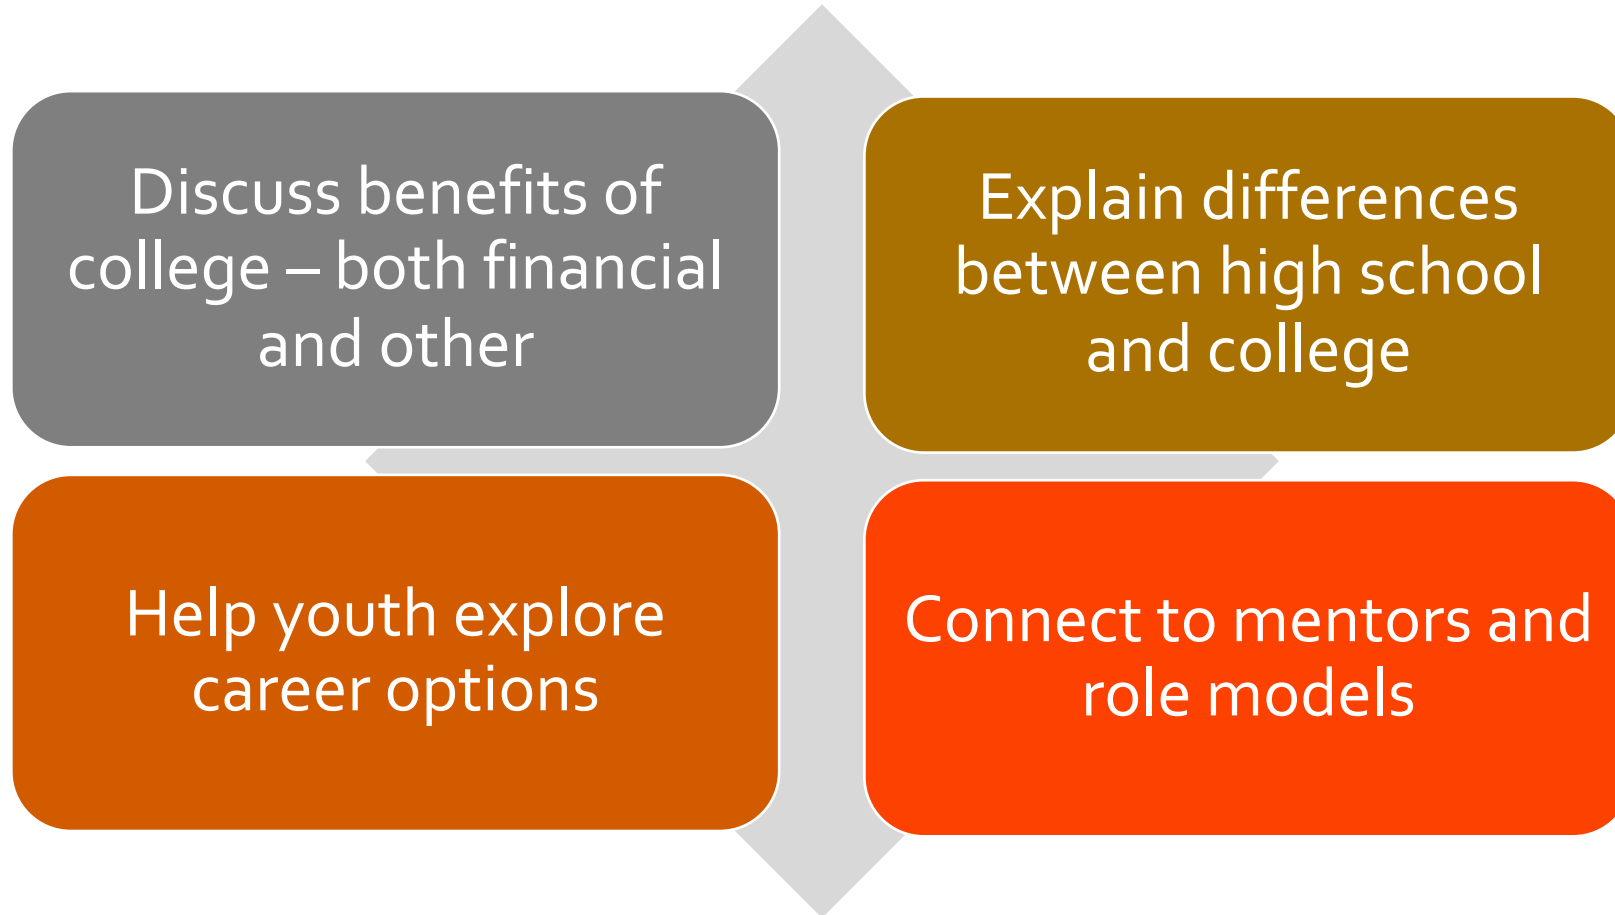 Discuss benefits of
college – both financial
and other
Explain differences
between high school
and college
Help youth explore
career options
Connect to mentors and
role models